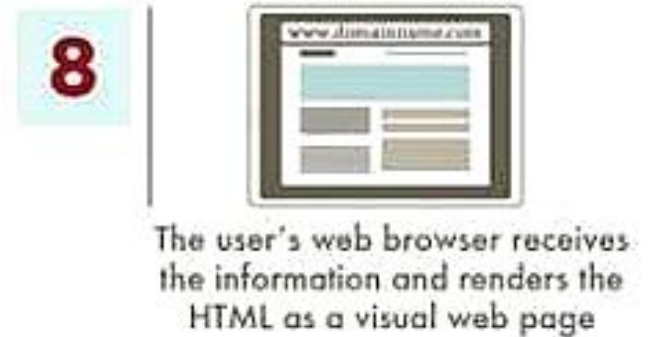 8
www.domainname.com
The user's web browser receives
the information and renders the
HTML as a visual web page